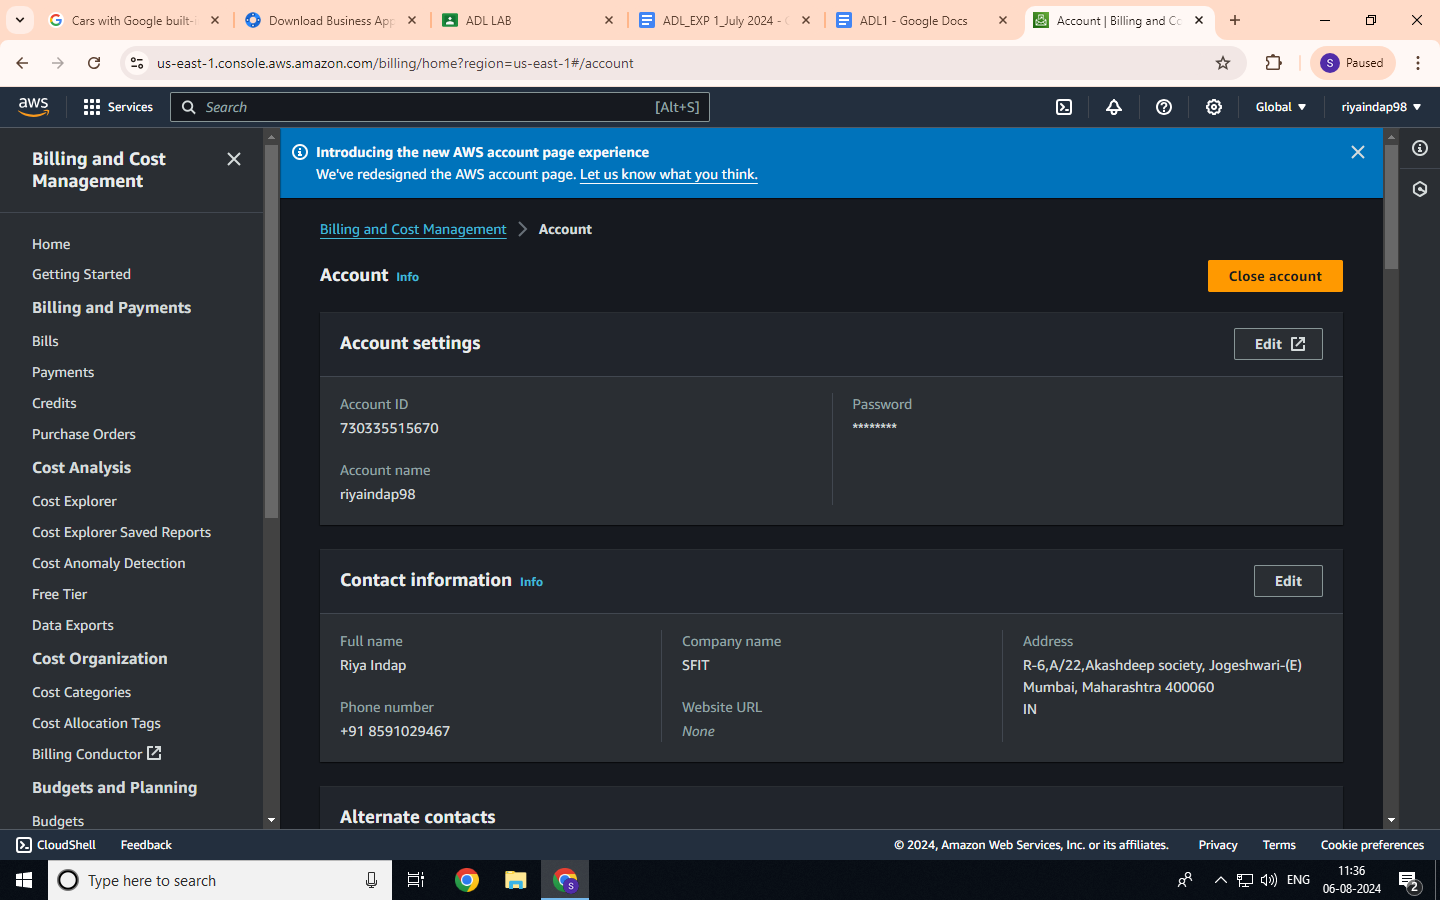 Cars with Google built-i
Download Business App
ADL LAB
ADL_EXP 1_July 2024 - G
ADL1 - Google Docs
Account | Billing and Co
us-east-1.console.aws.amazon.com/billing/home?region=us-east-1#/account
S Paused
aws
Services
Search
[Alt+S]
Global
riyaindap98
Billing and Cost
Management
Home
Getting Started
Billing and Payments
Bills
Payments
Credits
Purchase Orders
Cost Analysis
Cost Explorer
Cost Explorer Saved Reports
Cost Anomaly Detection
Free Tier
Data Exports
Cost Organization
Cost Categories
Cost Allocation Tags
Billing Conductor
Budgets and Planning
Budgets
Introducing the new AWS account page experience
We've redesigned the AWS account page. Let us know what you think.
Billing and Cost Management > Account
Account Info
Close account
Account settings
Edit
Account ID
730335515670
Account name
riyaindap98
Password
********
Contact information Info
Edit
Full name
Riya Indap
Phone number
+91 8591029467
Company name
SFIT
Website URL
None
Address
R-6,A/22,Akashdeep society, Jogeshwari-(E)
Mumbai, Maharashtra 400060
IN
Alternate contacts
CloudShell
Feedback
© 2024, Amazon Web Services, Inc. or its affiliates.
Privacy
Terms
Cookie preferences
Type here to search
S
ENG
11:36
06-08-2024
2